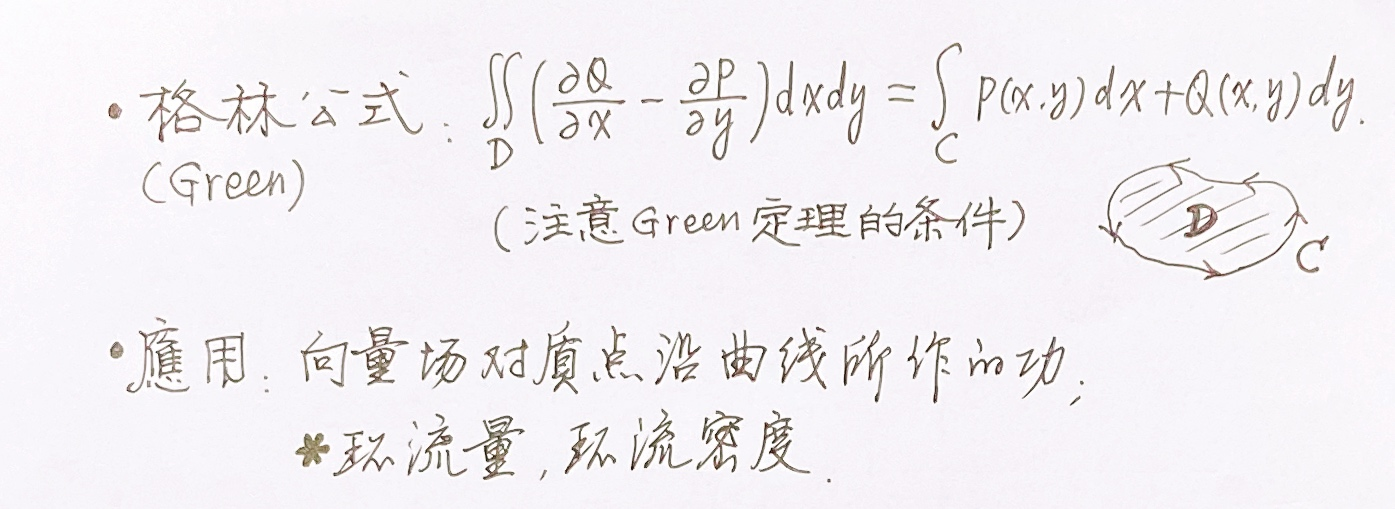 • 格林公式: ∬_D (∂Q/∂x − ∂P/∂y)dxdy = ∫_C P(x,y)dx+Q(x,y)dy.
(Green)
(注意Green定理的条件)
D
C
• 應用: 向量场对质点沿曲线所作的功;
* 环流量, 环流密度.